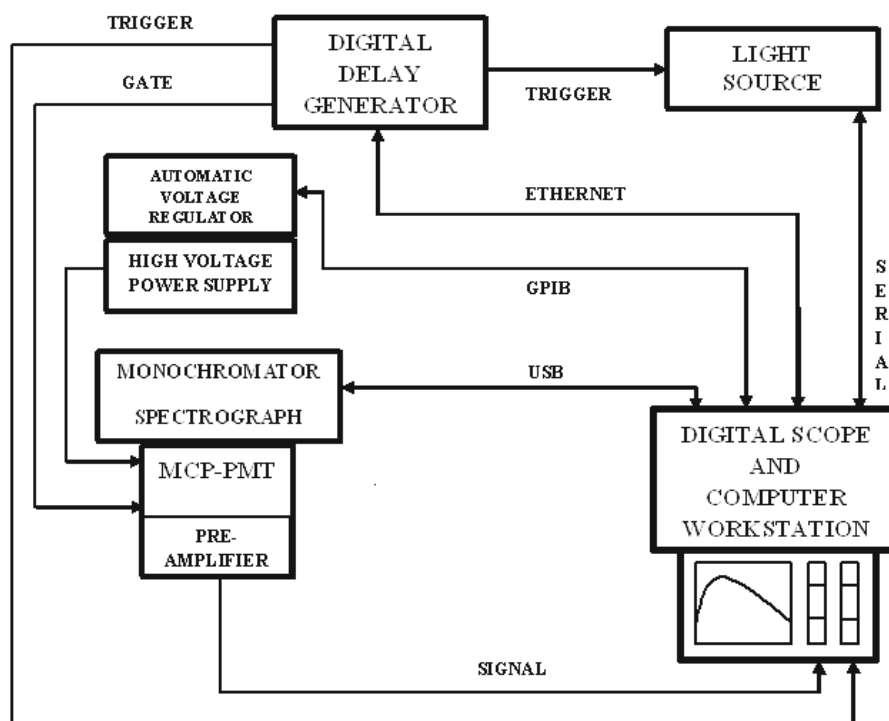 TRIGGER
DIGITAL
DELAY
GENERATOR
LIGHT
SOURCE
GATE
TRIGGER
AUTOMATIC
VOLTAGE
REGULATOR
ETHERNET
HIGH VOLTAGE
POWER SUPPLY
GPIB
SERIAL
MONOCHROMATOR
SPECTROGRAPH
USB
MCP-PMT
DIGITAL SCOPE
AND
COMPUTER
WORKSTATION
PRE-
AMPLIFIER
SIGNAL